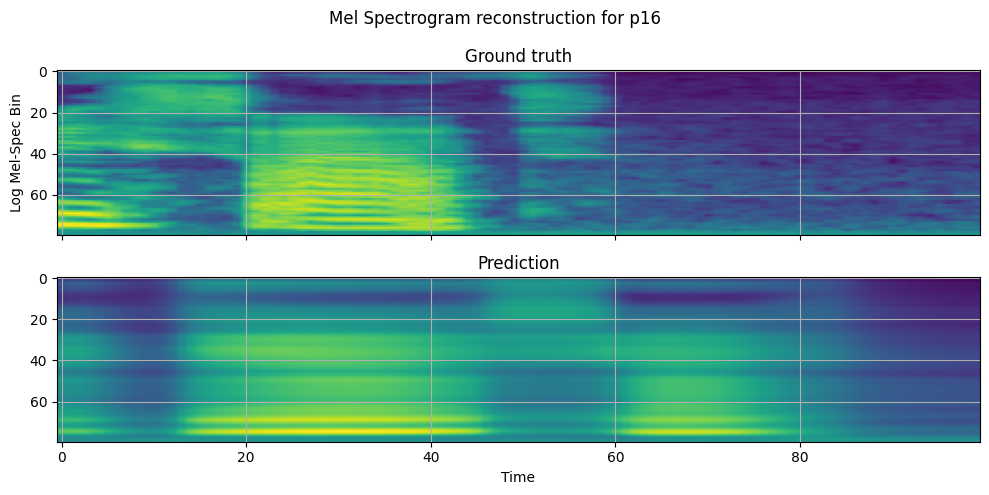 Mel Spectrogram reconstruction for p16
Ground truth
Log Mel-Spec Bin
0
20
40
60
Prediction
0
20
40
60
0 20 40 60 80
Time